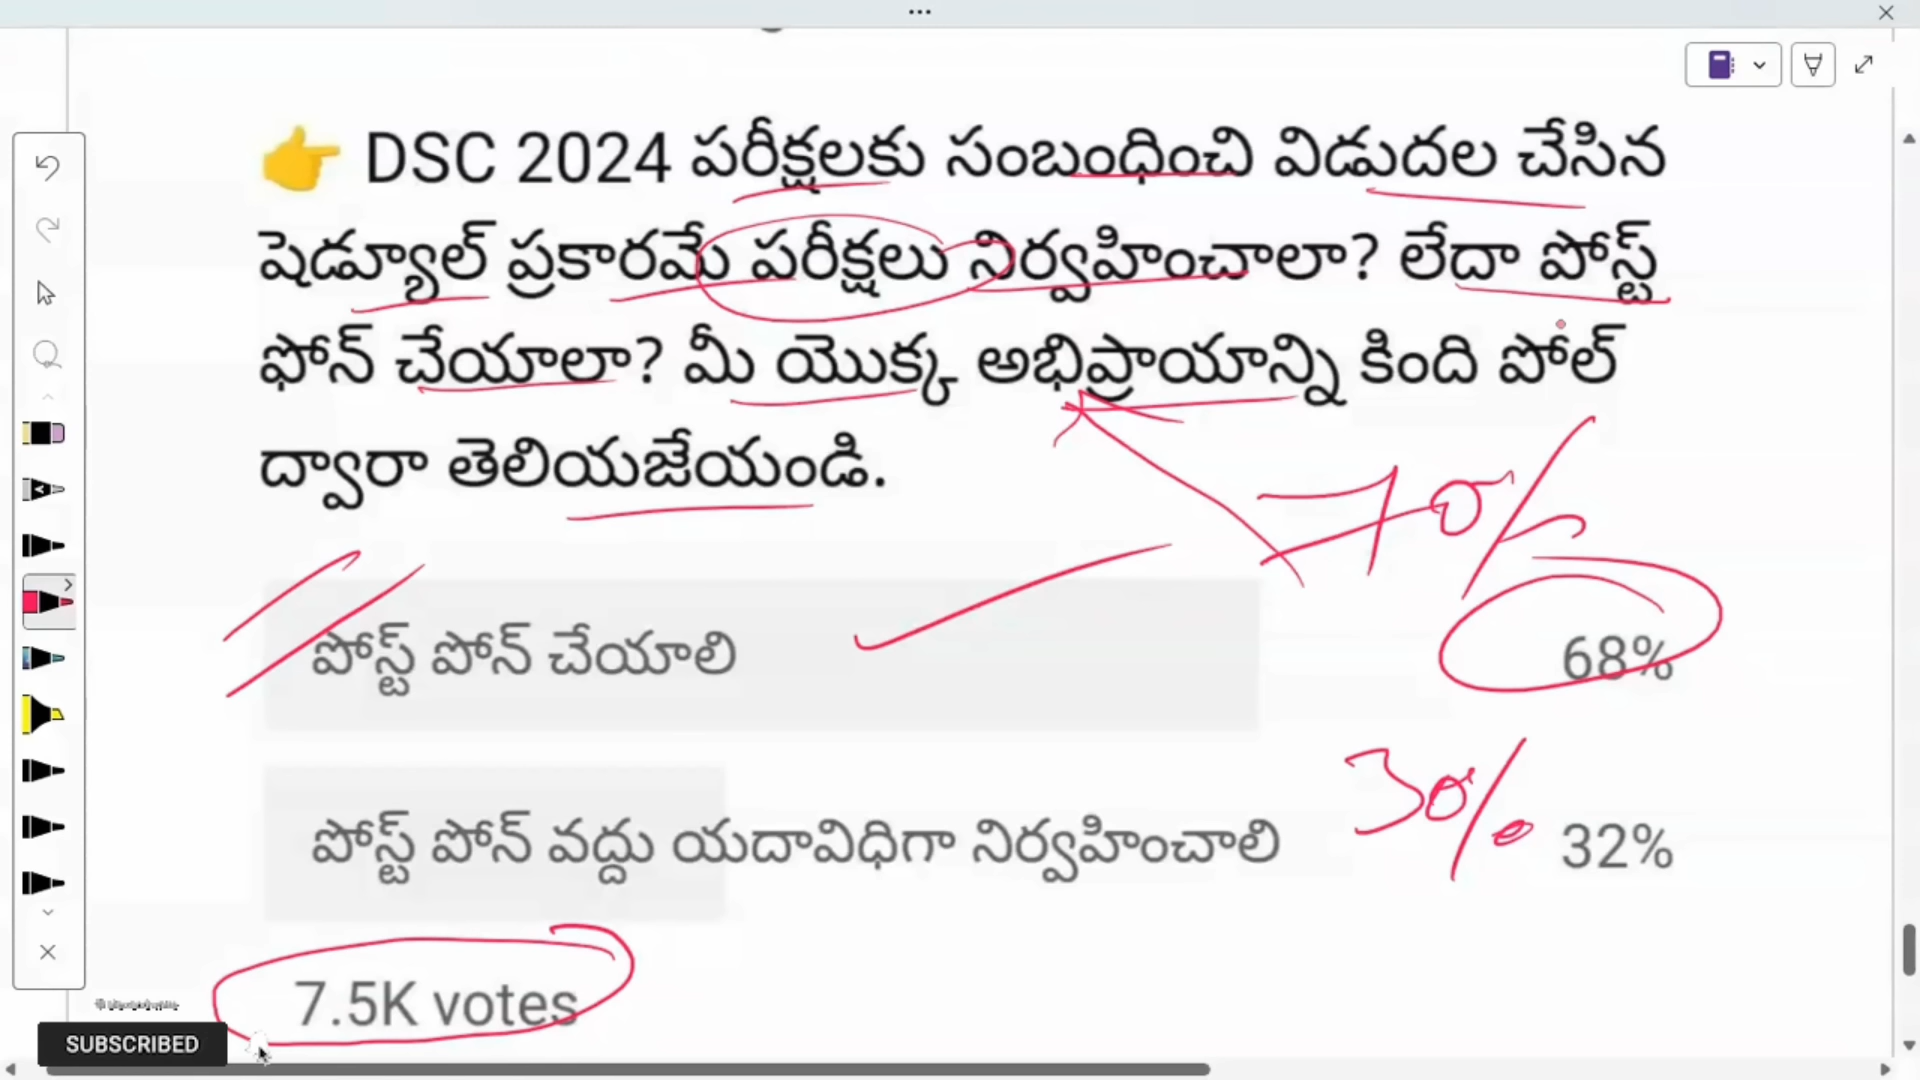 👉 DSC 2024 పరీక్షలకు సంబంధించి విడుదల చేసిన
షెడ్యూల్ ప్రకారమే పరీక్షలు నిర్వహించాలా? లేదా పోస్ట్
ఫోన్ చేయాలా? మీ యొక్క అభిప్రాయాన్ని కింది పోల్
ద్వారా తెలియజేయండి.
70%
పోస్ట్ పోన్ చేయాలి 68%
30%
పోస్ట్ పోన్ వద్దు యదావిధిగా నిర్వహించాలి 32%
7.5K votes
SUBSCRIBED